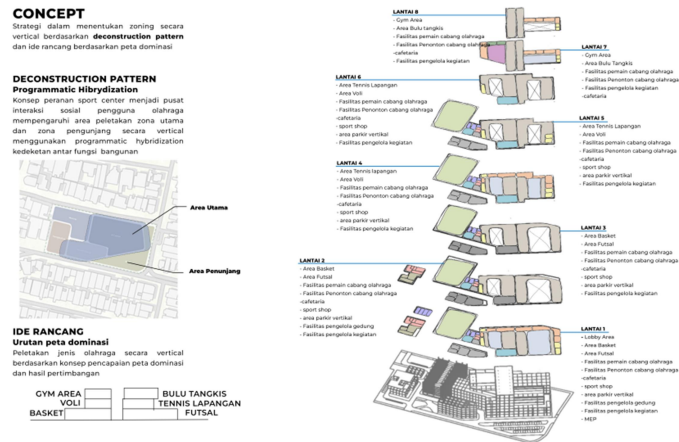 CONCEPT
Strategi dalam menentukan zoning secara
vertical berdasarkan deconstruction pattern
dan ide rancang berdasarkan peta dominasi
DECONSTRUCTION PATTERN
Programmatic Hibrydization
Konsep peranan sport center menjadi pusat
interaksi sosial pengguna olahraga
mempengaruhi area peletakan zona utama
dan zona pengunjang secara vertical
menggunakan programmatic hybridization
kedeketan antar fungsi bangunan
Area Utama
Area Penunjang
IDE RANCANG
Urutan peta dominasi
Peletakan jenis olahraga secara vertical
berdasarkan konsep pencapaian peta dominasi
dan hasil pertimbangan
GYM AREA
VOLI
BASKET
BULU TANGKIS
TENNIS LAPANGAN
FUTSAL
LANTAI 8
- Gym Area
- Area Bulu tangkis
- Fasilitas pemain cabang olahraga
- Fasilitas Penonton cabang olahraga
-cafetaria
- Fasilitas pengelola kegiatan
LANTAI 7
- Gym Area
- Area Bulu Tangkis
- Fasilitas pemain cabang olahraga
- Fasilitas Penonton cabang olahraga
- Fasilitas pengelola kegiatan
-cafetaria
LANTAI 6
- Area Tennis Lapangan
- Area Voli
- Fasilitas pemain cabang olahraga
- Fasilitas Penonton cabang olahraga
-cafetaria
- sport shop
- area parkir vertikal
- Fasilitas pengelola kegiatan
LANTAI 5
- Area Tennis Lapangan
- Area Voli
- Fasilitas pemain cabang olahraga
- Fasilitas Penonton cabang olahraga
-cafetaria
- sport shop
- area parkir vertikal
- Fasilitas pengelola kegiatan
LANTAI 4
- Area Tennis lapangan
- Area Voli
- Fasilitas pemain cabang olahraga
- Fasilitas Penonton cabang olahraga
-cafetaria
- sport shop
- area parkir vertikal
- Fasilitas pengelola kegiatan
LANTAI 3
- Area Basket
- Area Futsal
- Fasilitas pemain cabang olahraga
- Fasilitas Penonton cabang olahraga
-cafetaria
- sport shop
- area parkir vertikal
- Fasilitas pengelola kegiatan
LANTAI 2
- Area Basket
- Area Futsal
- Fasilitas pemain cabang olahraga
- Fasilitas Penonton cabang olahraga
-cafetaria
- sport shop
- area parkir vertikal
- Fasilitas pengelola gedung
- Fasilitas pengelola kegiatan
LANTAI 1
- Lobby Area
- Area Basket
- Area Futsal
- Fasilitas pemain cabang olahraga
- Fasilitas Penonton cabang olahraga
-cafetaria
- sport shop
- area parkir vertikal
- Fasilitas pengelola gedung
- Fasilitas pengelola kegiatan
- MEP